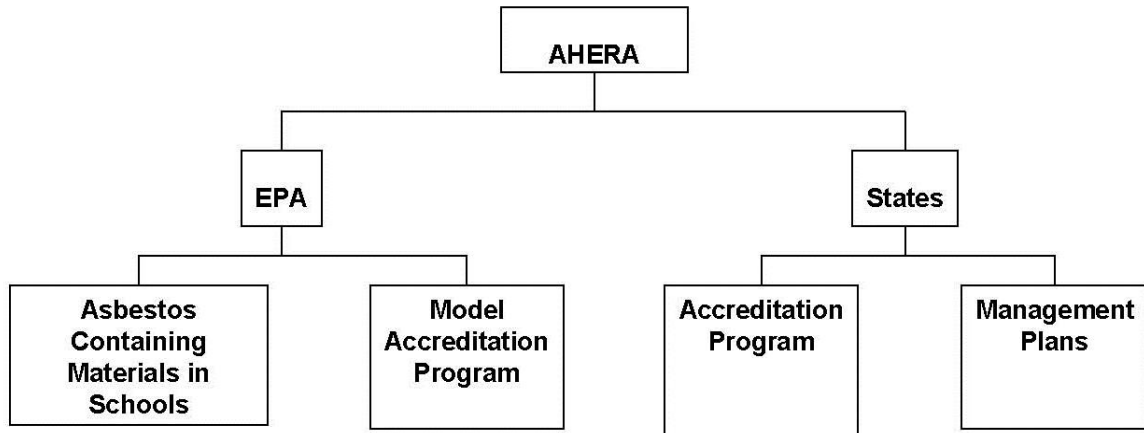 AHERA
EPA
States
Asbestos
Containing
Materials in
Schools
Model
Accreditation
Program
Accreditation
Program
Management
Plans